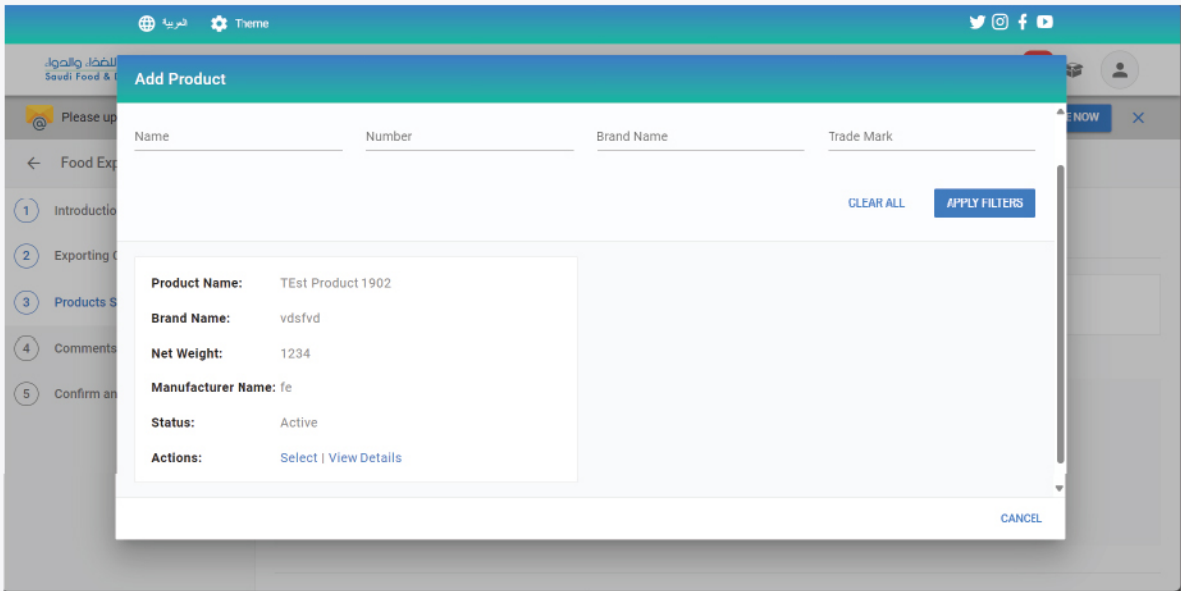 العربية Theme
Saudi Food &
Add Product
Please up
ENOW
Name Number Brand Name Trade Mark
Food Exp
CLEAR ALL APPLY FILTERS
1 Introductio
2 Exporting
3 Products S
4 Comments
5 Confirm an
Product Name: TEst Product 1902
Brand Name: vdsfvd
Net Weight: 1234
Manufacturer Name: fe
Status: Active
Actions: Select | View Details
CANCEL